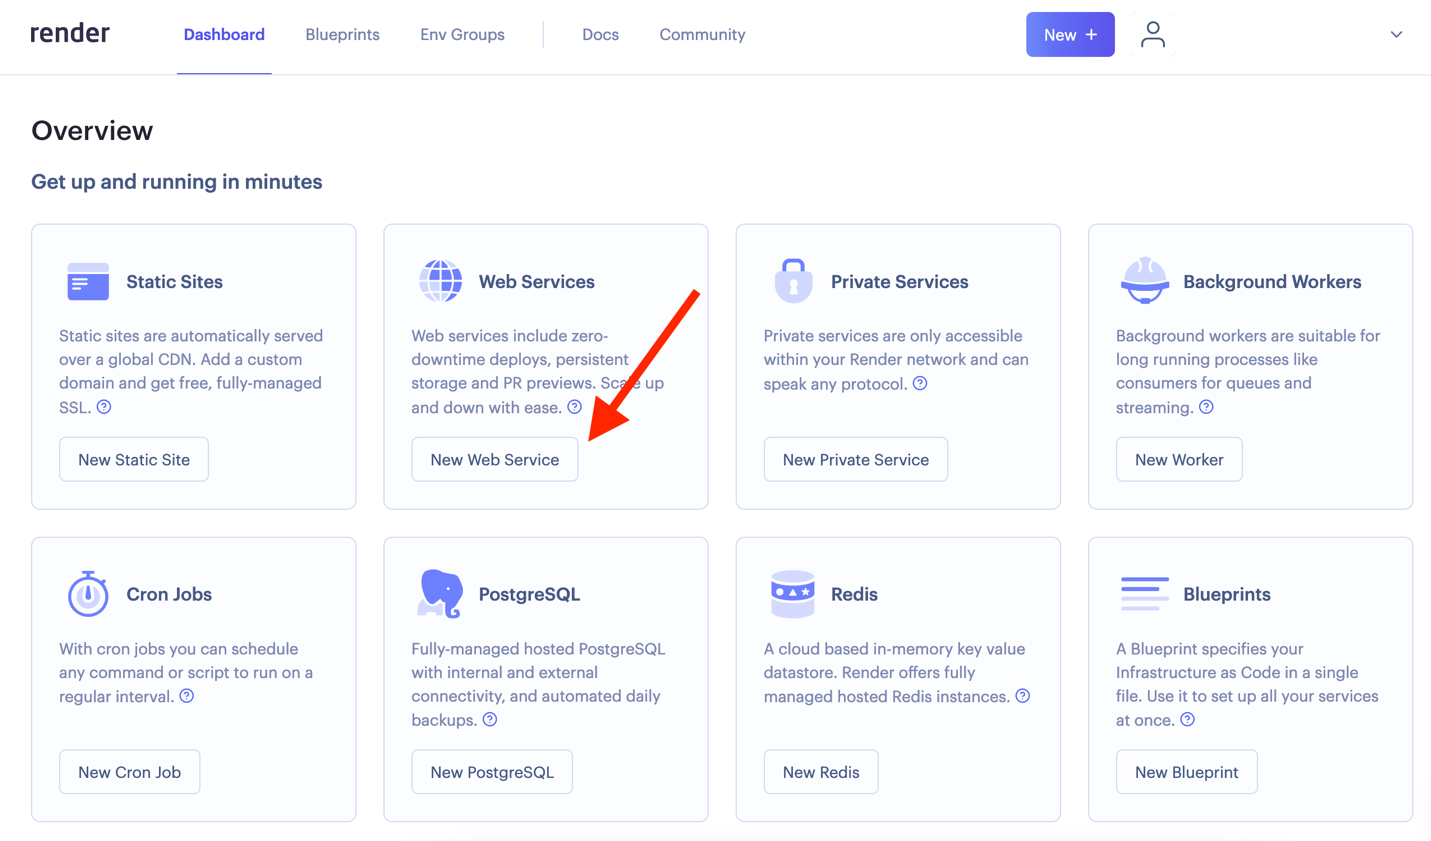 render
Dashboard
Blueprints
Env Groups
Docs
Community
New +
Overview
Get up and running in minutes
Static Sites
Static sites are automatically served
over a global CDN. Add a custom
domain and get free, fully-managed
SSL. ?
New Static Site
Web Services
Web services include zero-
downtime deploys, persistent
storage and PR previews. Scale up
and down with ease. ?
New Web Service
Private Services
Private services are only accessible
within your Render network and can
speak any protocol. ?
New Private Service
Background Workers
Background workers are suitable for
long running processes like
consumers for queues and
streaming. ?
New Worker
Cron Jobs
With cron jobs you can schedule
any command or script to run on a
regular interval. ?
New Cron Job
PostgreSQL
Fully-managed hosted PostgreSQL
with internal and external
connectivity, and automated daily
backups. ?
New PostgreSQL
Redis
A cloud based in-memory key value
datastore. Render offers fully
managed hosted Redis instances. ?
New Redis
Blueprints
A Blueprint specifies your
Infrastructure as Code in a single
file. Use it to set up all your services
at once. ?
New Blueprint